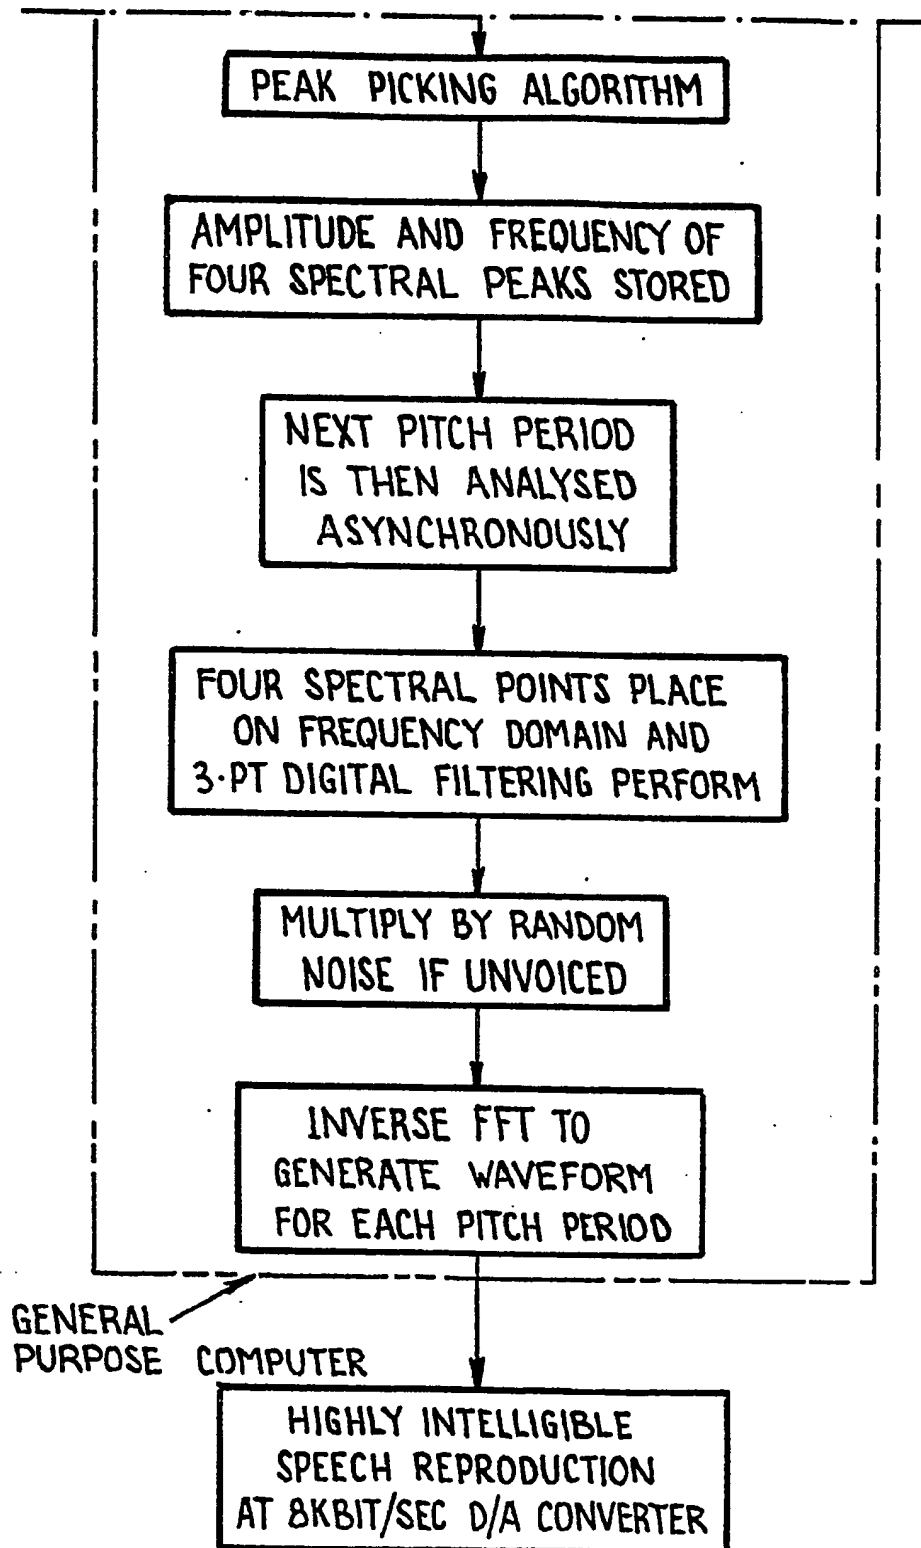 PEAK PICKING ALGORITHM
AMPLITUDE AND FREQUENCY OF
FOUR SPECTRAL PEAKS STORED
NEXT PITCH PERIOD
IS THEN ANALYSED
ASYNCHRONOUSLY
FOUR SPECTRAL POINTS PLACE
ON FREQUENCY DOMAIN AND
3·PT DIGITAL FILTERING PERFORM
MULTIPLY BY RANDOM
NOISE IF UNVOICED
INVERSE FFT TO
GENERATE WAVEFORM
FOR EACH PITCH PERIOD
GENERAL
PURPOSE COMPUTER
HIGHLY INTELLIGIBLE
SPEECH REPRODUCTION
AT 8KBIT/SEC D/A CONVERTER